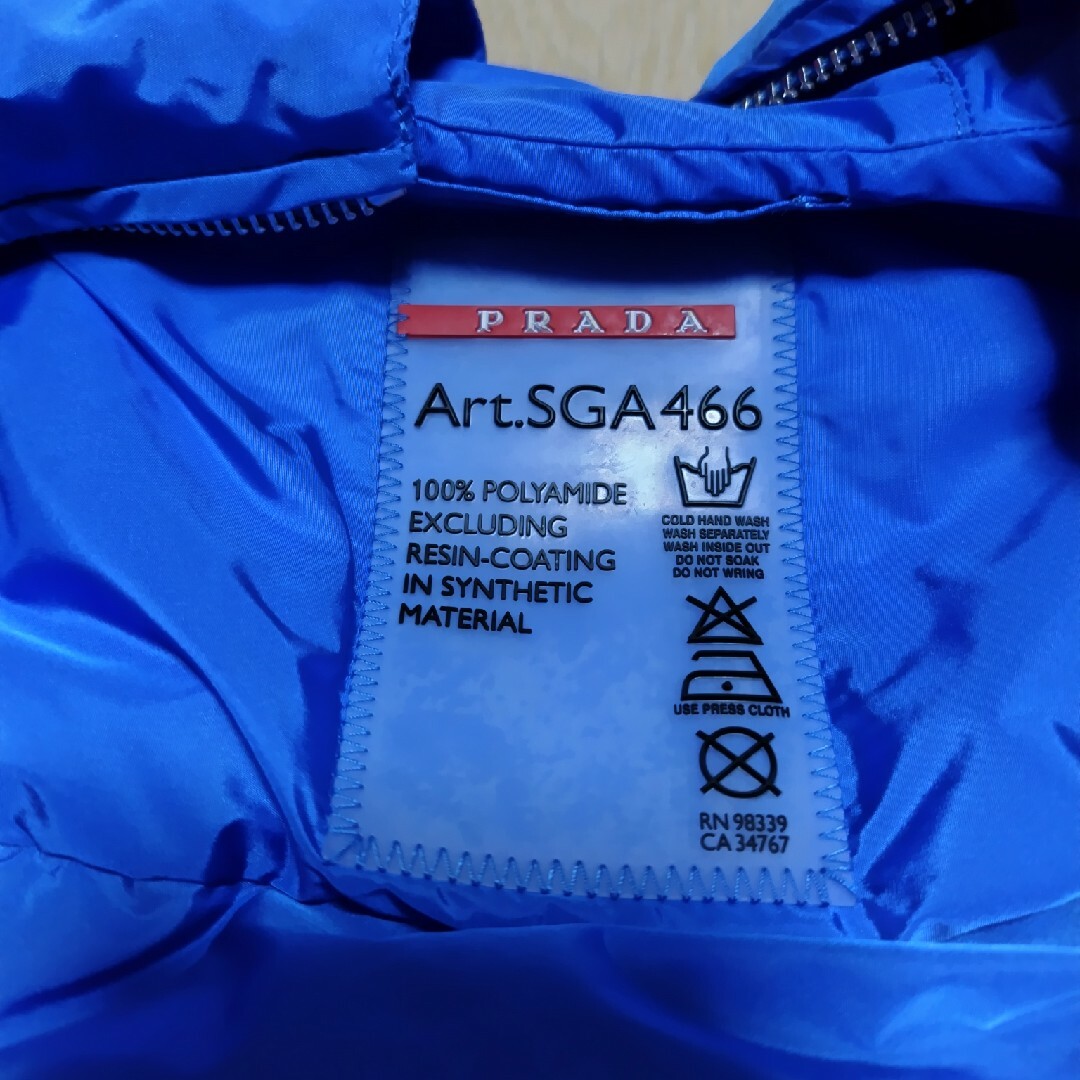 PRADA
Art.SGA466
100% POLYAMIDE
EXCLUDING
RESIN-COATING
IN SYNTHETIC
MATERIAL
COLD HAND WASH
WASH SEPARATELY
WASH INSIDE OUT
DO NOT SOAK
DO NOT WRING
USE PRESS CLOTH
RN 98339
CA 34767